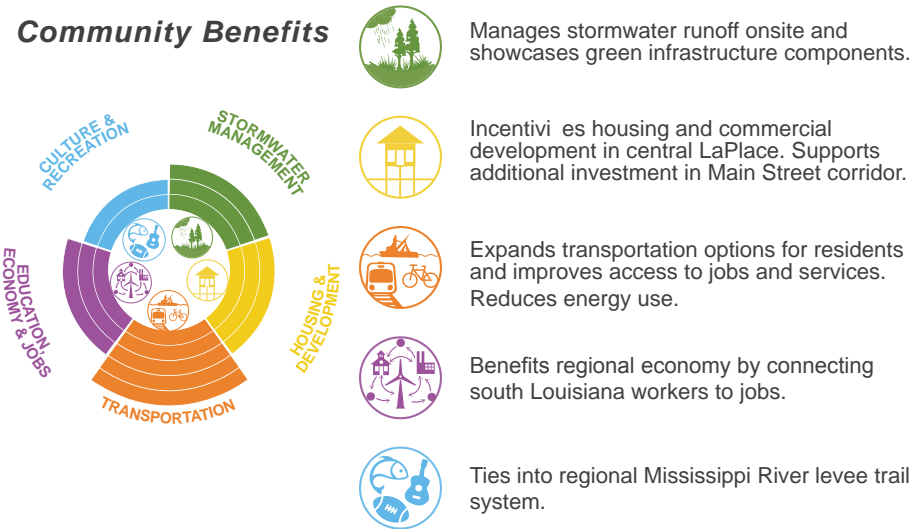 Community Benefits
Manages stormwater runoff onsite and
showcases green infrastructure components.
CULTURE &
RECREATION
STORMWATER
MANAGEMENT
EDUCATION,
ECONOMY & JOBS
HOUSING &
DEVELOPMENT
TRANSPORTATION
Incentivi es housing and commercial
development in central LaPlace. Supports
additional investment in Main Street corridor.
Expands transportation options for residents
and improves access to jobs and services.
Reduces energy use.
Benefits regional economy by connecting
south Louisiana workers to jobs.
Ties into regional Mississippi River levee trail
system.